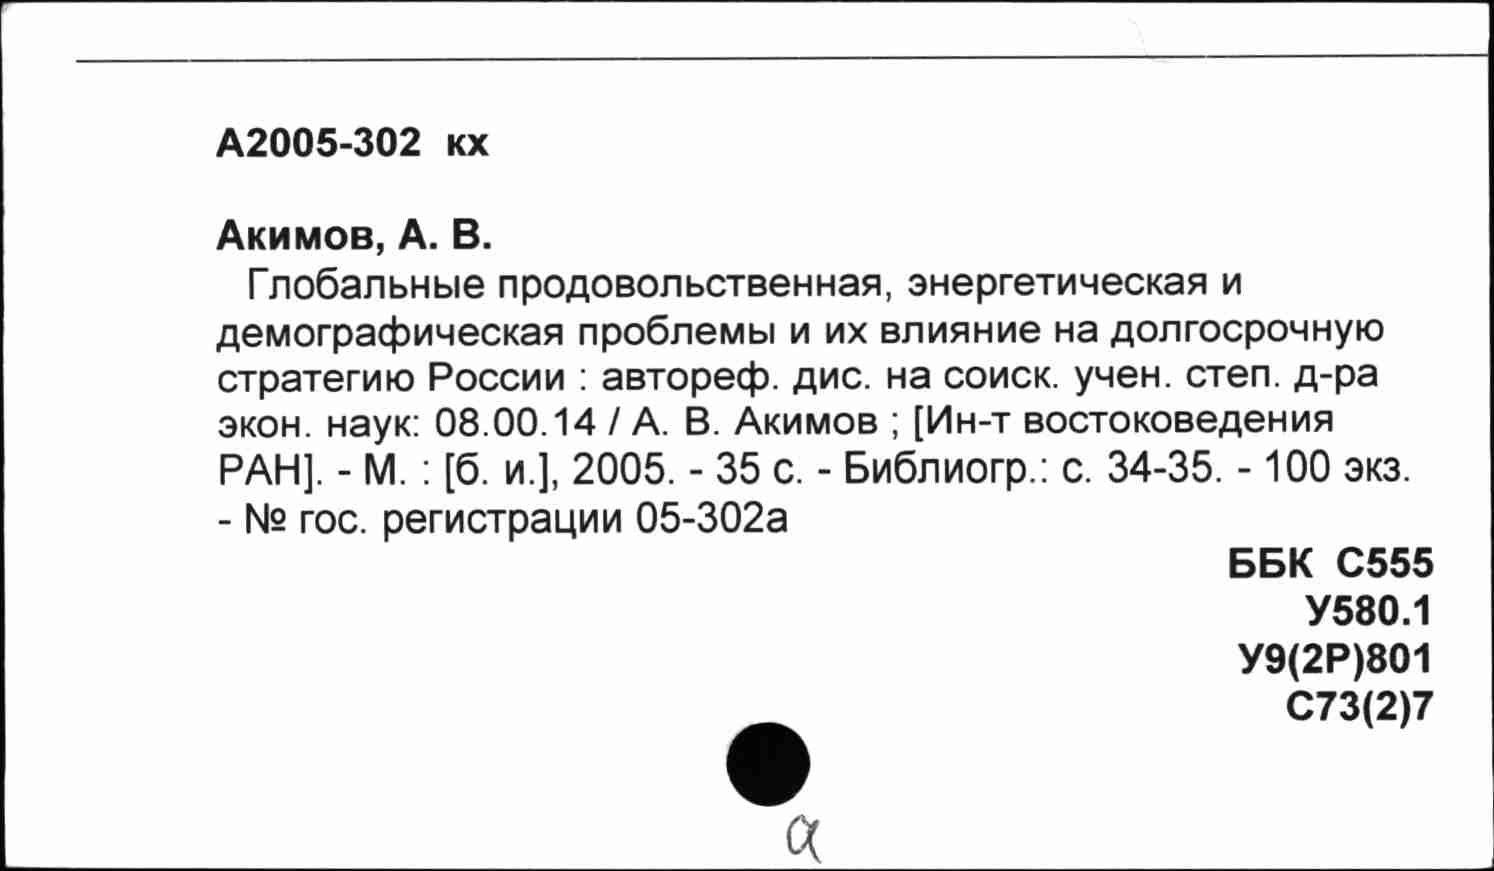 А2005-302 кх
Акимов, А. В.
Глобальные продовольственная, энергетическая и
демографическая проблемы и их влияние на долгосрочную
стратегию России : автореф. дис. на соиск. учен. степ. д-ра
экон. наук: 08.00.14 / А. В. Акимов ; [Ин-т востоковедения
РАН]. - М. : [б. и.], 2005. - 35 с. - Библиогр.: с. 34-35. - 100 экз.
- № гос. регистрации 05-302а
ББК С555
У580.1
У9(2Р)801
С73(2)7
а